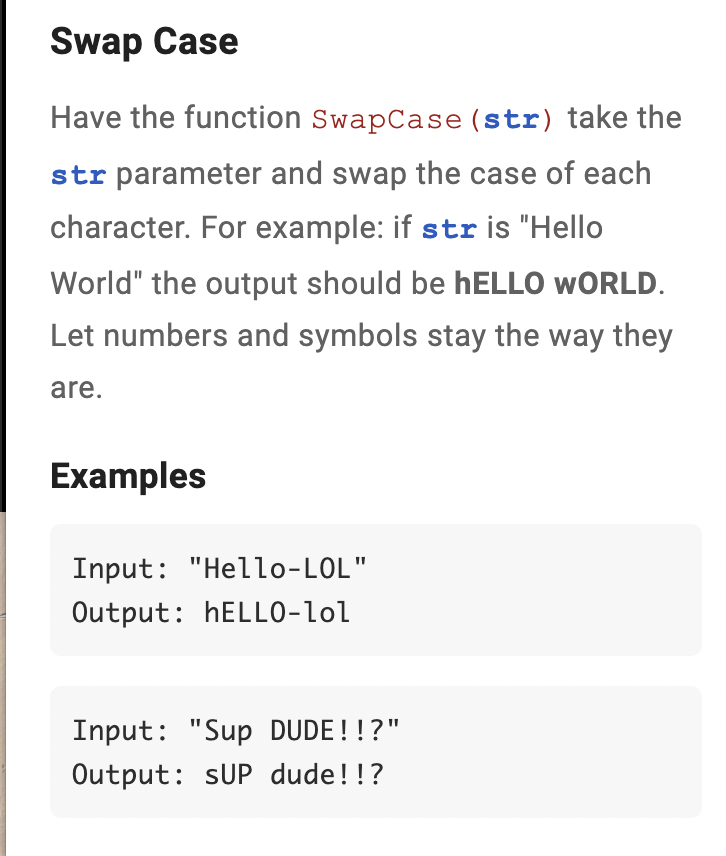 Swap Case
Have the function SwapCase(str) take the
str parameter and swap the case of each
character. For example: if str is "Hello
World" the output should be hELLO wORLD.
Let numbers and symbols stay the way they
are.
Examples
Input: "Hello-LOL"
Output: hELLO-lol
Input: "Sup DUDE!!?"
Output: sUP dude!!?